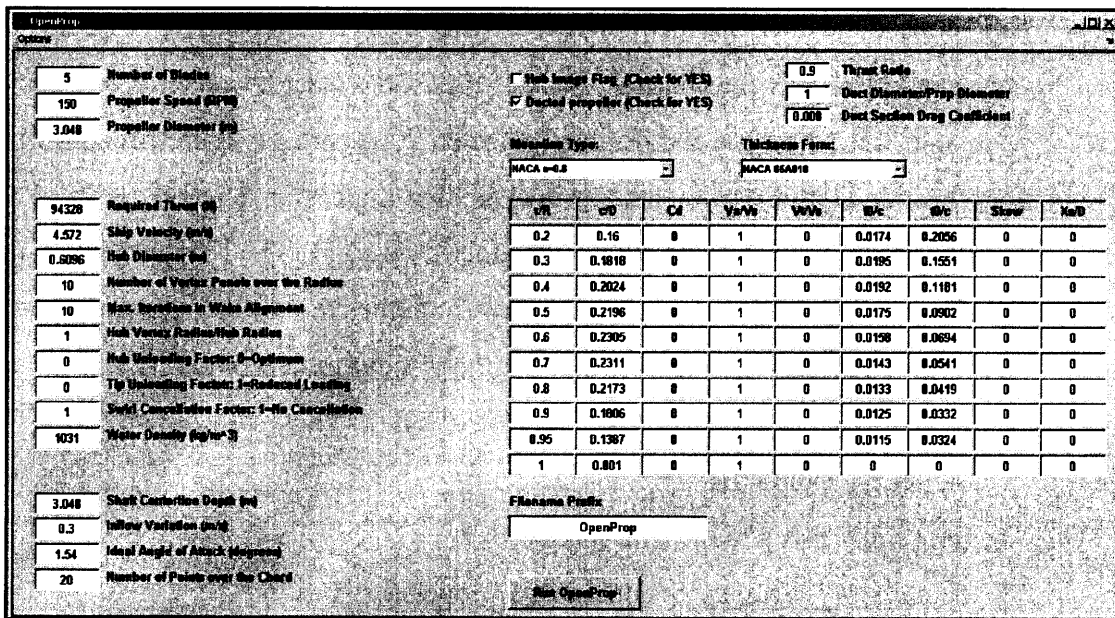 OpenProp
Options
5 Number of Blades
150 Propeller Speed (RPM)
3.048 Propeller Diameter (m)
Hub Image Flag (Check for YES)
Ducted propeller (Check for YES)
0.9 Thrust Ratio
1 Duct Diameter/Prop Diameter
0.008 Duct Section Drag Coefficient
Meanline Type: Thickness Form:
NACA a=0.8 NACA 65A010
94328 Required Thrust (N)
4.572 Ship Velocity (m/s)
0.6096 Hub Diameter (m)
10 Number of Vortex Panels over the Radius
10 Max. Iterations in Wake Alignment
1 Hub Vortex Radius/Hub Radius
0 Hub Unloading Factor: 0=Optimum
0 Tip Unloading Factor: 1=Reduced Loading
1 Swirl Cancellation Factor: 1=No Cancellation
1031 Water Density (kg/m^3)
r/R c/D Cd Va/Vs Vt/Vs f0/c t0/c Skew Xs/D
0.2 0.16 0 1 0 0.0174 0.2056 0 0
0.3 0.1818 0 1 0 0.0195 0.1551 0 0
0.4 0.2024 0 1 0 0.0192 0.1181 0 0
0.5 0.2196 0 1 0 0.0175 0.0902 0 0
0.6 0.2305 0 1 0 0.0158 0.0694 0 0
0.7 0.2311 0 1 0 0.0143 0.0541 0 0
0.8 0.2173 0 1 0 0.0133 0.0419 0 0
0.9 0.1806 0 1 0 0.0125 0.0332 0 0
0.95 0.1387 0 1 0 0.0115 0.0324 0 0
1 0.001 0 1 0 0 0 0 0
3.048 Shaft Centerline Depth (m)
0.3 Inflow Variation (m/s)
1.54 Ideal Angle of Attack (degrees)
20 Number of Points over the Chord
Filename Prefix
OpenProp
Run OpenProp